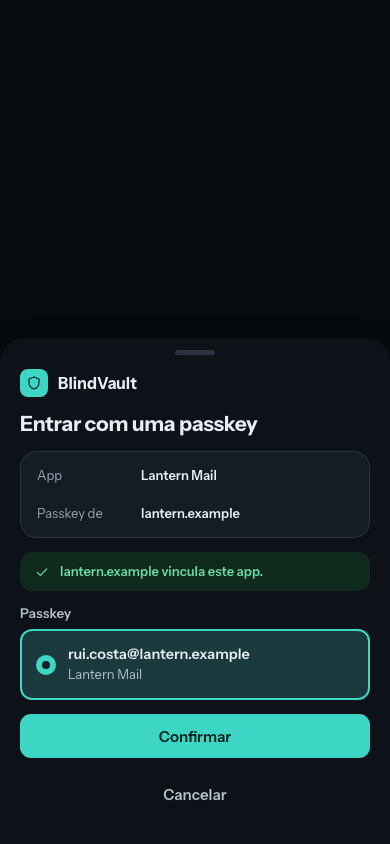 BlindVault
Entrar com uma passkey
App Lantern Mail
Passkey de lantern.example
lantern.example vincula este app.
Passkey
rui.costa@lantern.example
Lantern Mail
Confirmar
Cancelar